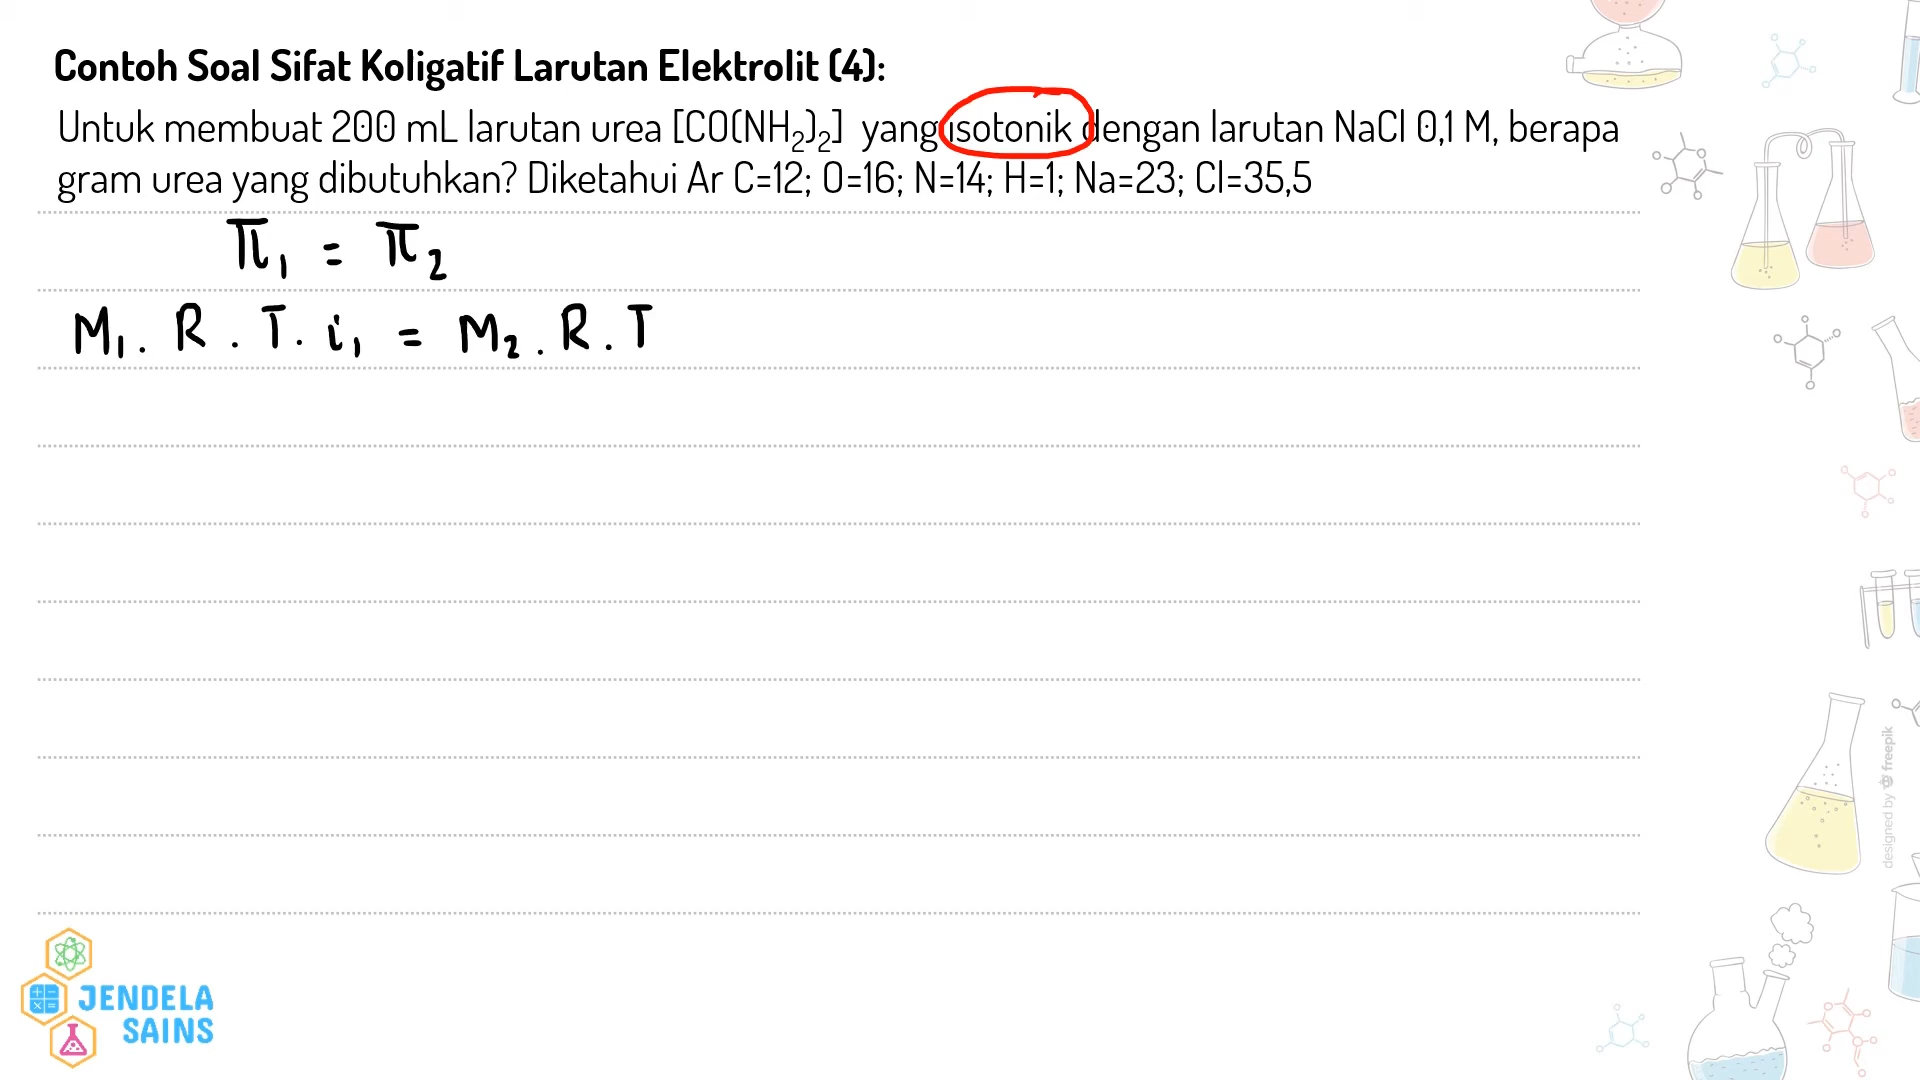 Contoh Soal Sifat Koligatif Larutan Elektrolit (4):
Untuk membuat 200 mL larutan urea [CO(NH₂)₂] yang isotonik dengan larutan NaCl 0,1 M, berapa
gram urea yang dibutuhkan? Diketahui Ar C=12; O=16; N=14; H=1; Na=23; Cl=35,5
π₁ = π₂
M₁ . R . T . i₁ = M₂ . R . T
JENDELA
SAINS
designed by freepik